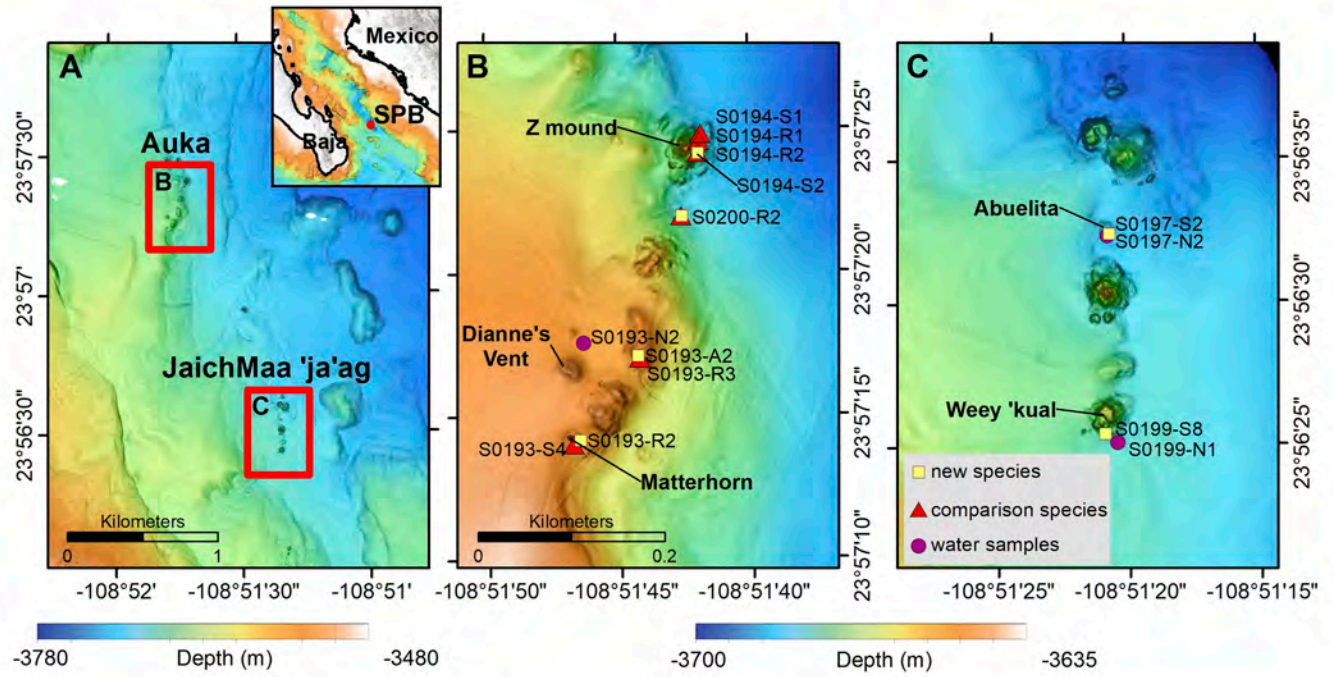 A
Mexico
SPB
Baja
Auka
B
JaichMaa 'ja'ag
C
Kilometers
0 1
23°57'30"
23°57'
23°56'30"
-108°52' -108°51'30" -108°51'
B
Z mound
S0194-S1
S0194-R1
S0194-R2
S0194-S2
S0200-R2
Dianne's
Vent
S0193-N2
S0193-A2
S0193-R3
S0193-R2
S0193-S4
Matterhorn
Kilometers
0 0.2
23°57'25"
23°57'20"
23°57'15"
23°57'10"
-108°51'50" -108°51'45" -108°51'40"
C
Abuelita
S0197-S2
S0197-N2
Weey 'kual
S0199-S8
S0199-N1
new species
comparison species
water samples
23°56'35"
23°56'30"
23°56'25"
-108°51'25" -108°51'20" -108°51'15"
-3780 Depth (m) -3480
-3700 Depth (m) -3635